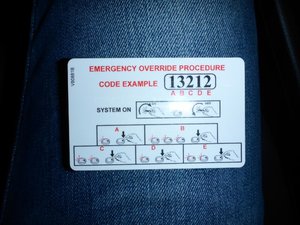 EMERGENCY OVERRIDE PROCEDURE
CODE EXAMPLE 13212
A B C D E
SYSTEM ON
A B
C D E